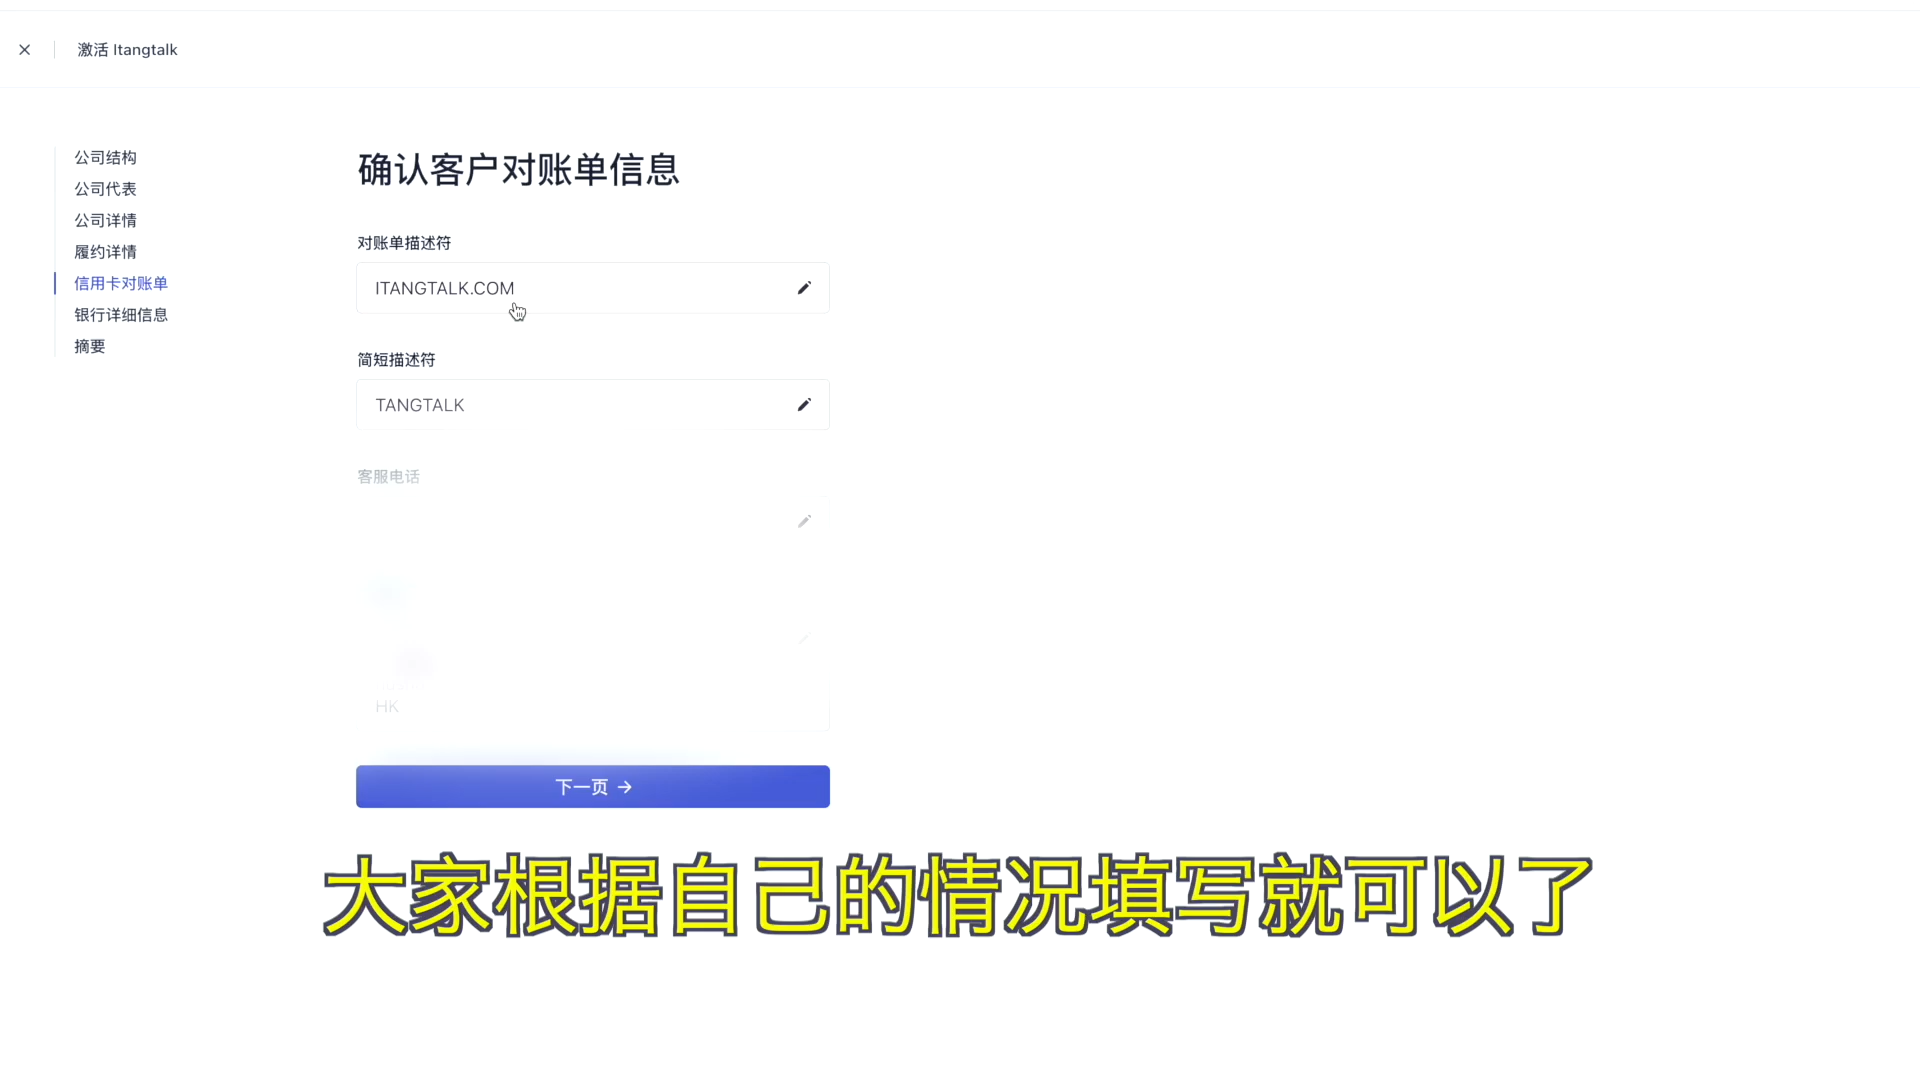 激活 Itangtalk
公司结构
公司代表
公司详情
履约详情
信用卡对账单
银行详细信息
摘要
确认客户对账单信息
对账单描述符
ITANGTALK.COM
简短描述符
TANGTALK
客服电话
HK
下一页 →
大家根据自己的情况填写就可以了